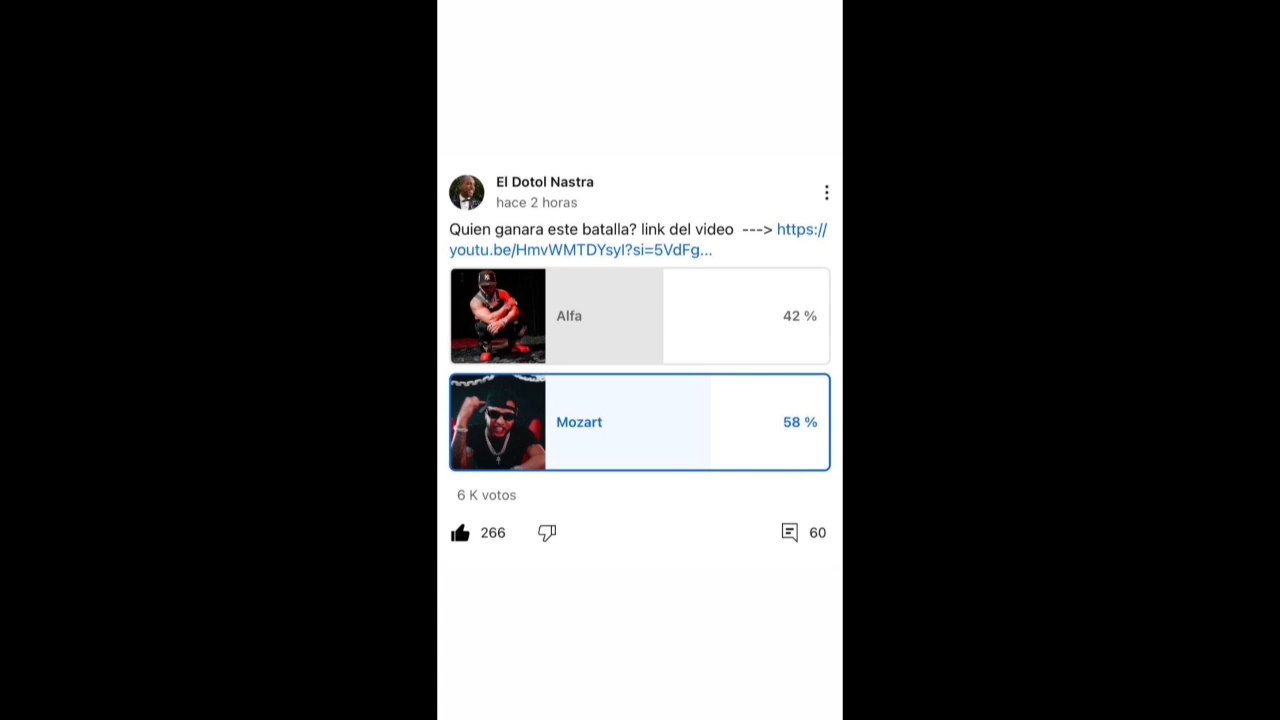 El Dotol Nastra
hace 2 horas
Quien ganara este batalla? link del video ---> https://
youtu.be/HmvWMTDYsyI?si=5VdFg...
Alfa
42 %
Mozart
58 %
6 K votos
266
60